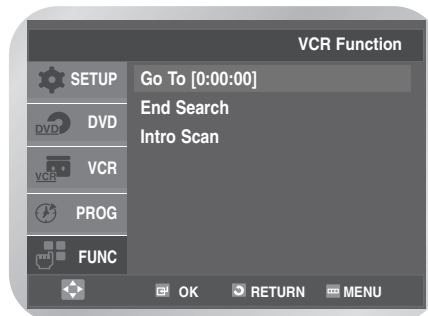 VCR Function
SETUP
Go To [0:00:00]
End Search
DVD DVD
Intro Scan
VCR VCR
PROG
FUNC
OK RETURN MENU